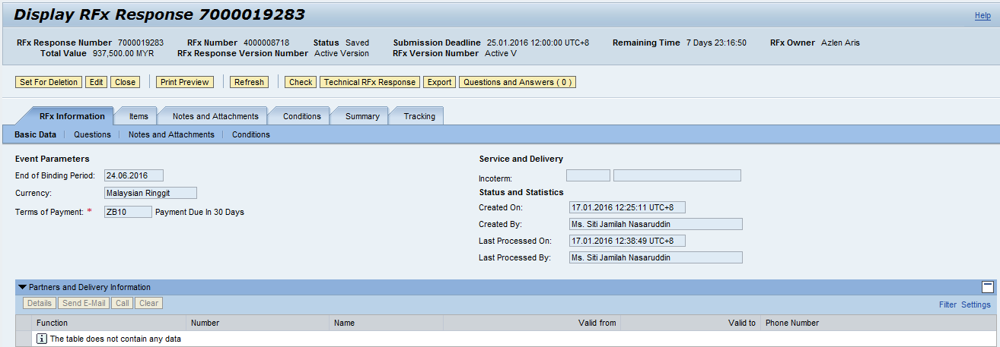 Display RFx Response 7000019283
Help
RFx Response Number 7000019283 RFx Number 4000008718 Status Saved Submission Deadline 25.01.2016 12:00:00 UTC+8 Remaining Time 7 Days 23:16:50 RFx Owner Azlen Aris
Total Value 937,500.00 MYR RFx Response Version Number Active Version RFx Version Number Active V
Set For Deletion Edit Close Print Preview Refresh Check Technical RFx Response Export Questions and Answers ( 0 )
RFx Information Items Notes and Attachments Conditions Summary Tracking
Basic Data Questions Notes and Attachments Conditions
Event Parameters
End of Binding Period: 24.06.2016
Currency: Malaysian Ringgit
Terms of Payment: * ZB10 Payment Due In 30 Days
Service and Delivery
Incoterm:
Status and Statistics
Created On: 17.01.2016 12:25:11 UTC+8
Created By: Ms. Siti Jamilah Nasaruddin
Last Processed On: 17.01.2016 12:38:49 UTC+8
Last Processed By: Ms. Siti Jamilah Nasaruddin
Partners and Delivery Information
Details Send E-Mail Call Clear Filter Settings
Function Number Name Valid from Valid to Phone Number
The table does not contain any data